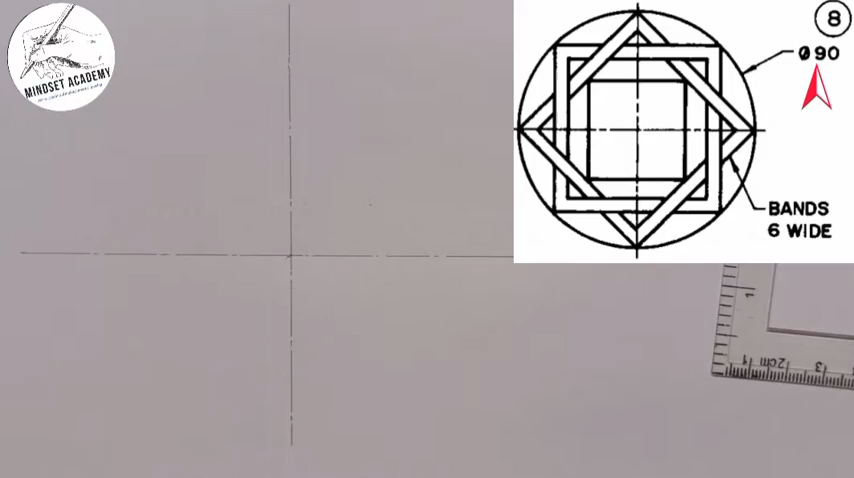 MINDSET ACADEMY
8
Ø90
BANDS
6 WIDE
1
1 2cm 3